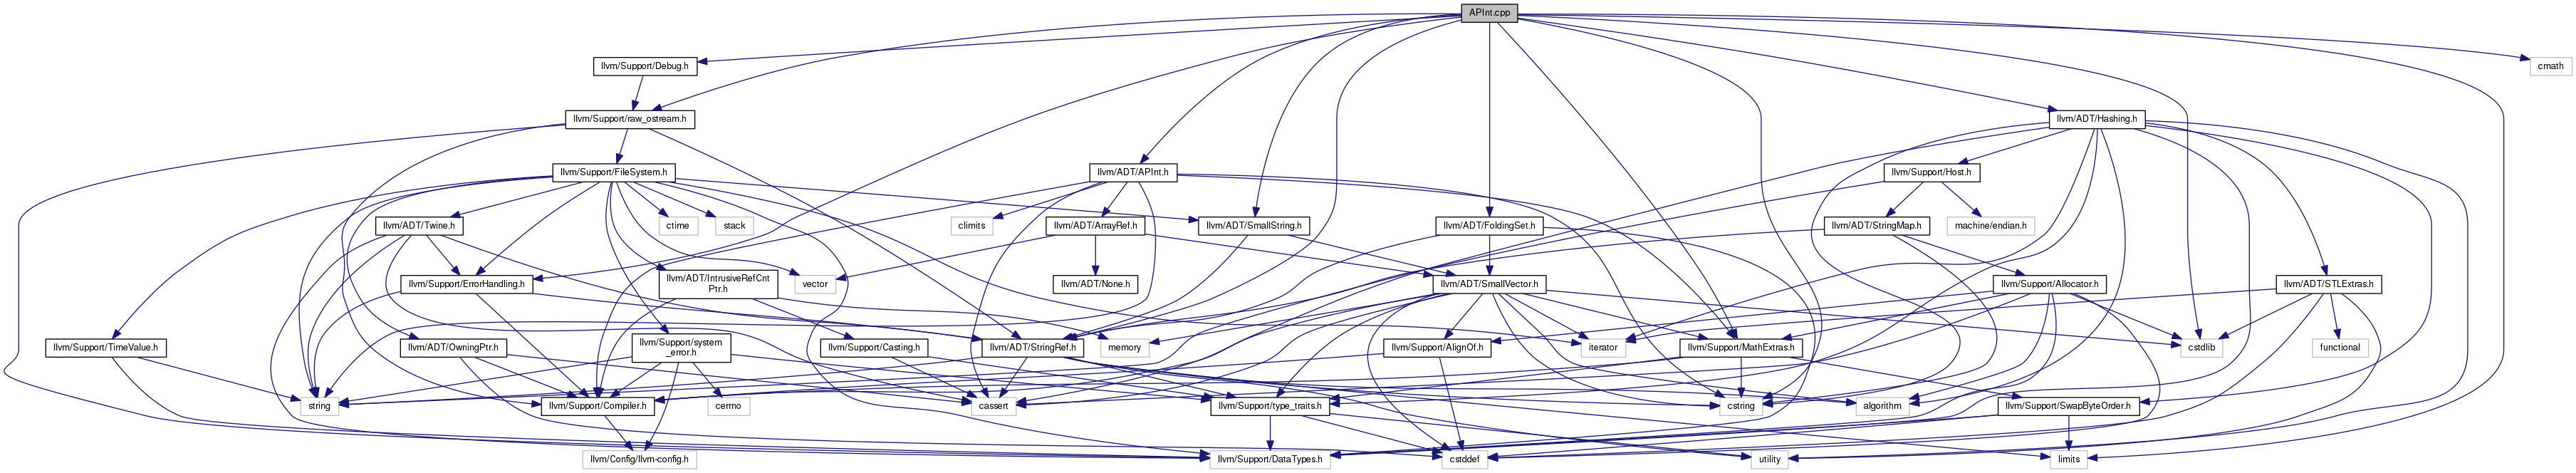 APInt.cpp
llvm/Support/Debug.h
cmath
llvm/Support/raw_ostream.h
llvm/ADT/Hashing.h
llvm/Support/FileSystem.h
llvm/ADT/APInt.h
llvm/Support/Host.h
llvm/ADT/Twine.h
ctime
stack
climits
llvm/ADT/ArrayRef.h
llvm/ADT/SmallString.h
llvm/ADT/FoldingSet.h
llvm/ADT/StringMap.h
machine/endian.h
llvm/Support/ErrorHandling.h
llvm/ADT/IntrusiveRefCnt
Ptr.h
vector
llvm/ADT/None.h
llvm/ADT/SmallVector.h
llvm/Support/Allocator.h
llvm/ADT/STLExtras.h
llvm/Support/TimeValue.h
llvm/ADT/OwningPtr.h
llvm/Support/system
_error.h
llvm/Support/Casting.h
llvm/ADT/StringRef.h
memory
llvm/Support/AlignOf.h
iterator
llvm/Support/MathExtras.h
cstdlib
functional
string
llvm/Support/Compiler.h
cerrno
cassert
llvm/Support/type_traits.h
cstring
algorithm
llvm/Support/SwapByteOrder.h
llvm/Config/llvm-config.h
llvm/Support/DataTypes.h
cstddef
utility
limits